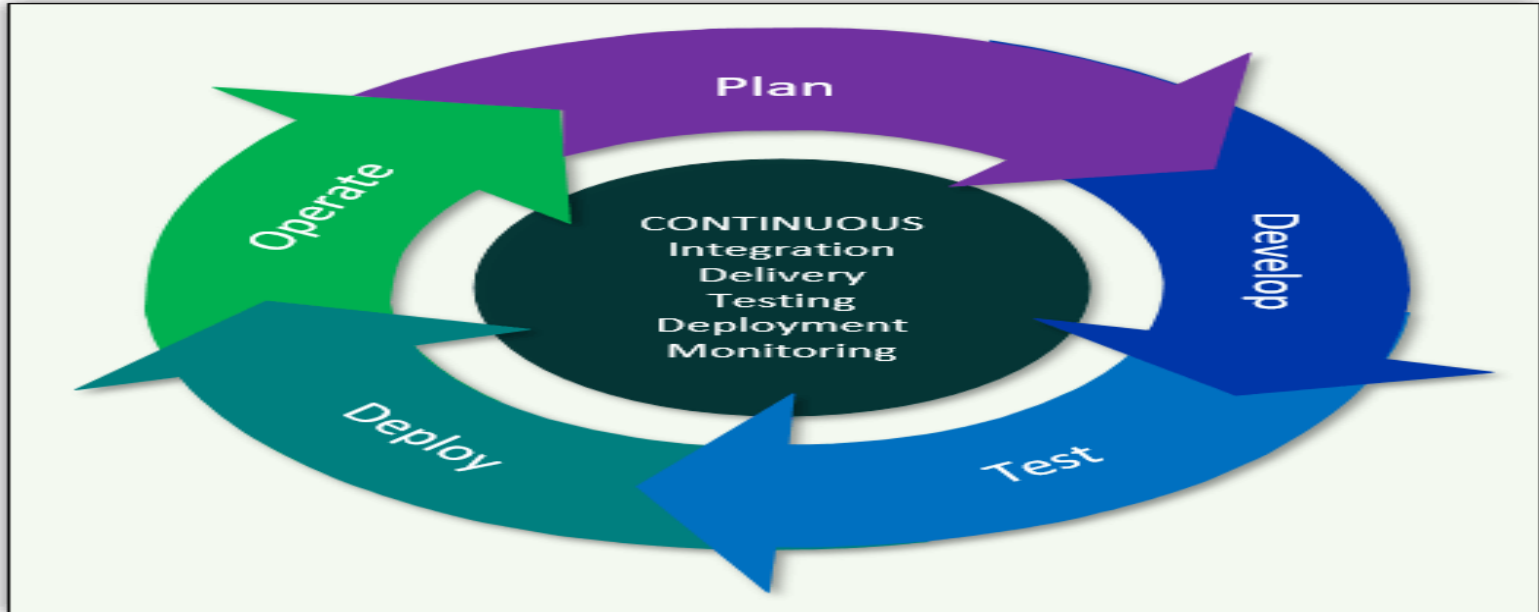 Plan
Develop
Test
Deploy
Operate
CONTINUOUS
Integration
Delivery
Testing
Deployment
Monitoring